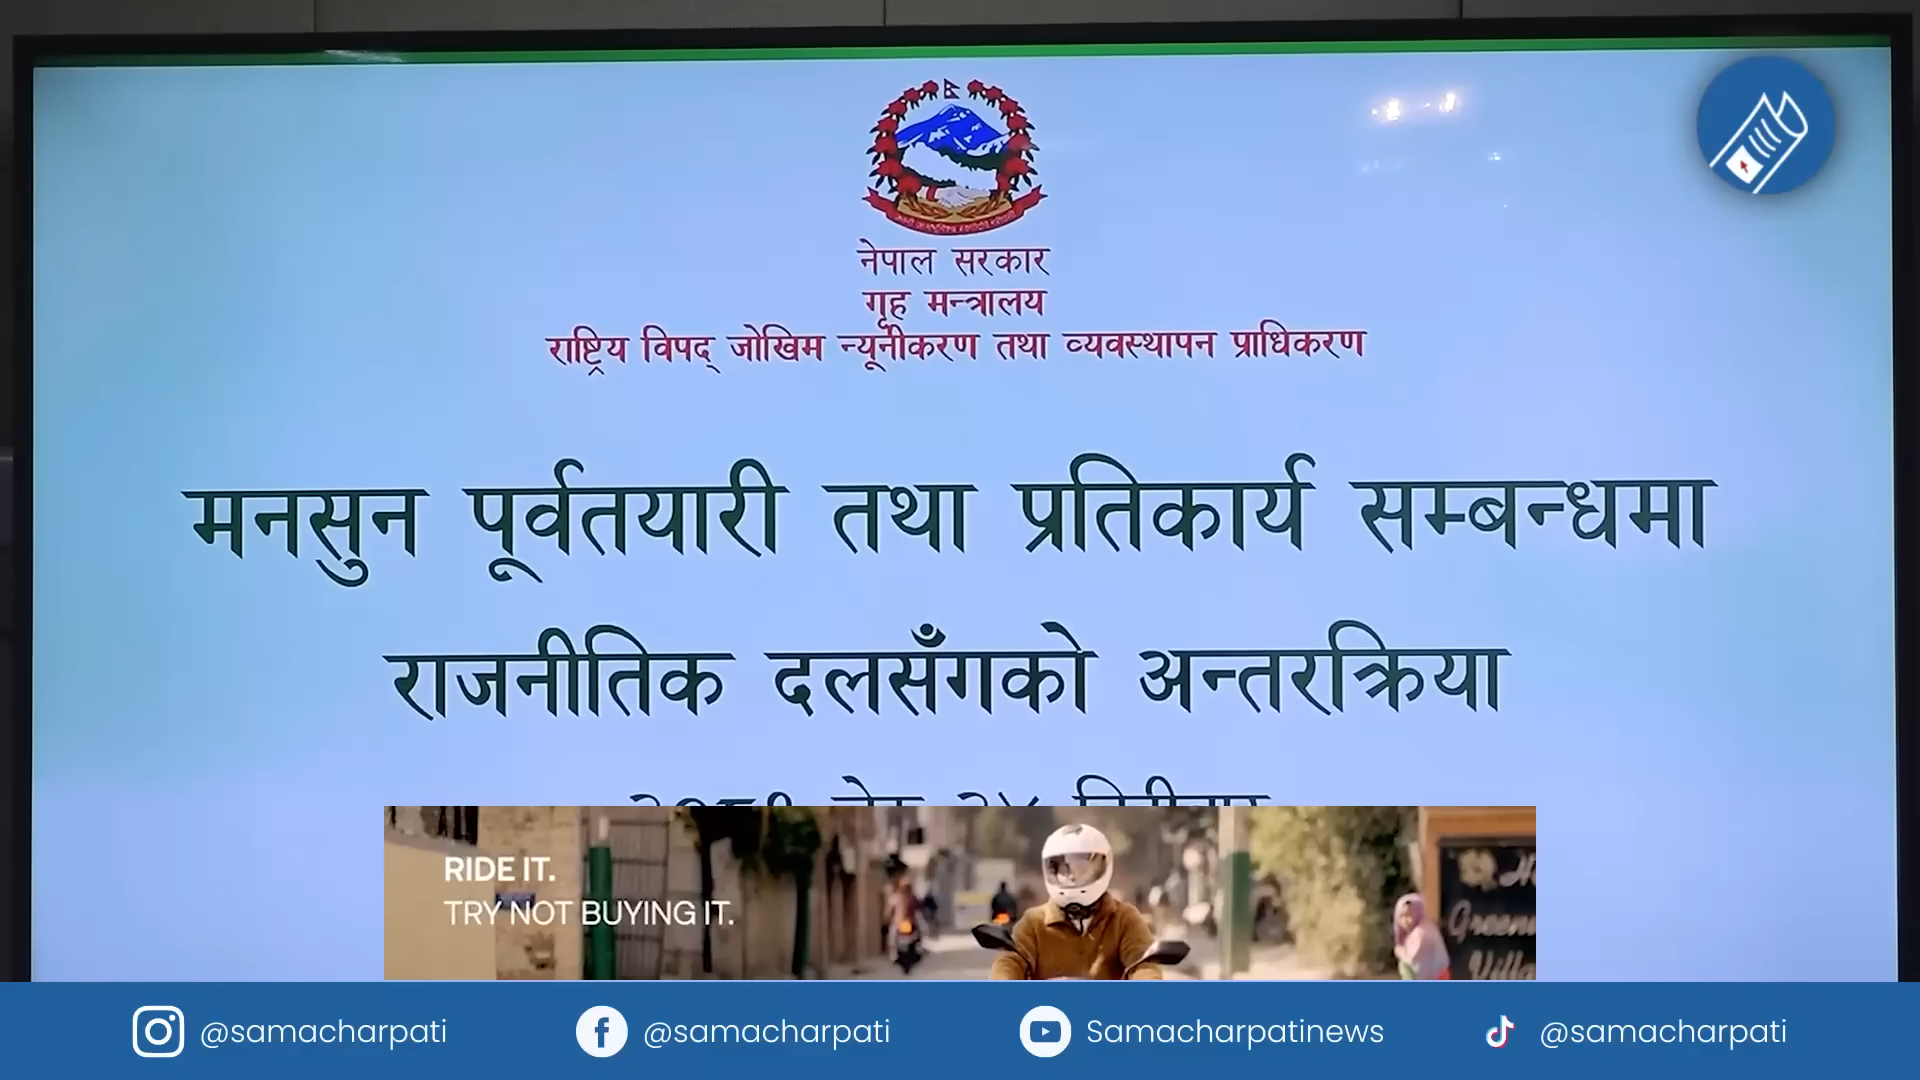 नेपाल सरकार
गृह मन्त्रालय
राष्ट्रिय विपद् जोखिम न्यूनीकरण तथा व्यवस्थापन प्राधिकरण
मनसुन पूर्वतयारी तथा प्रतिकार्य सम्बन्धमा
राजनीतिक दलसँगको अन्तरक्रिया
RIDE IT.
TRY NOT BUYING IT.
@samacharpati
@samacharpati
Samacharpatinews
@samacharpati